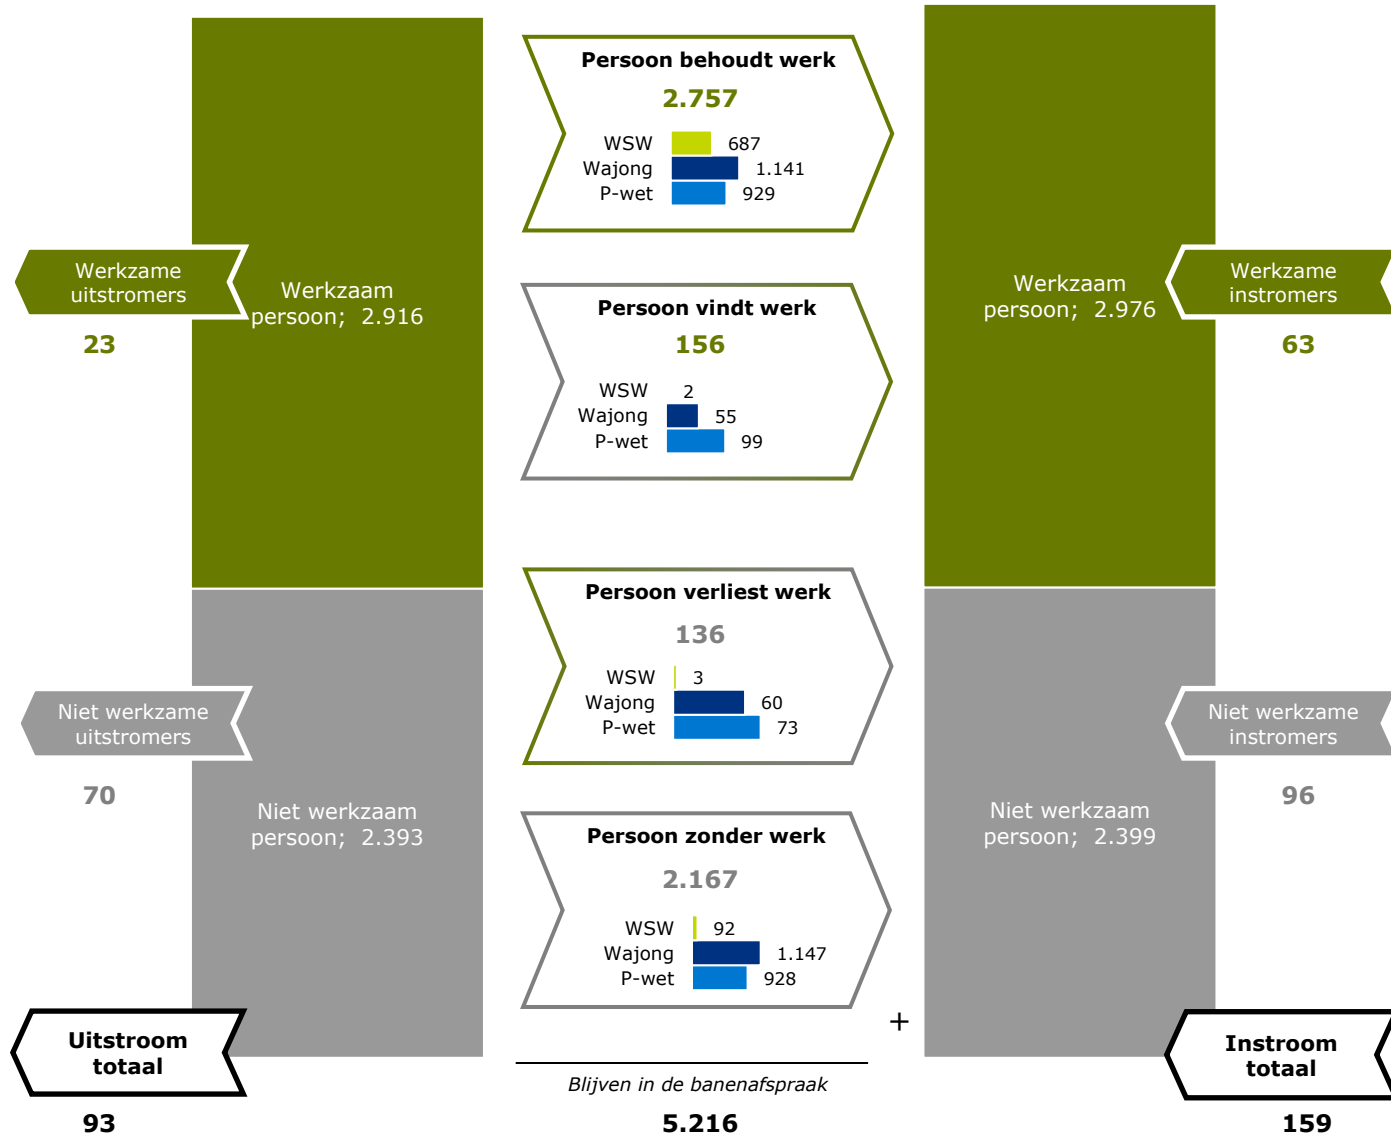 Werkzame
uitstromers
23
Werkzaam
persoon; 2.916
Niet werkzame
uitstromers
70
Niet werkzaam
persoon; 2.393
Uitstroom
totaal
93
Persoon behoudt werk
2.757
WSW 687
Wajong 1.141
P-wet 929
Persoon vindt werk
156
WSW 2
Wajong 55
P-wet 99
Persoon verliest werk
136
WSW 3
Wajong 60
P-wet 73
Persoon zonder werk
2.167
WSW 92
Wajong 1.147
P-wet 928
+
Blijven in de banenafspraak
5.216
Werkzaam
persoon; 2.976
Werkzame
instromers
63
Niet werkzaam
persoon; 2.399
Niet werkzame
instromers
96
Instroom
totaal
159